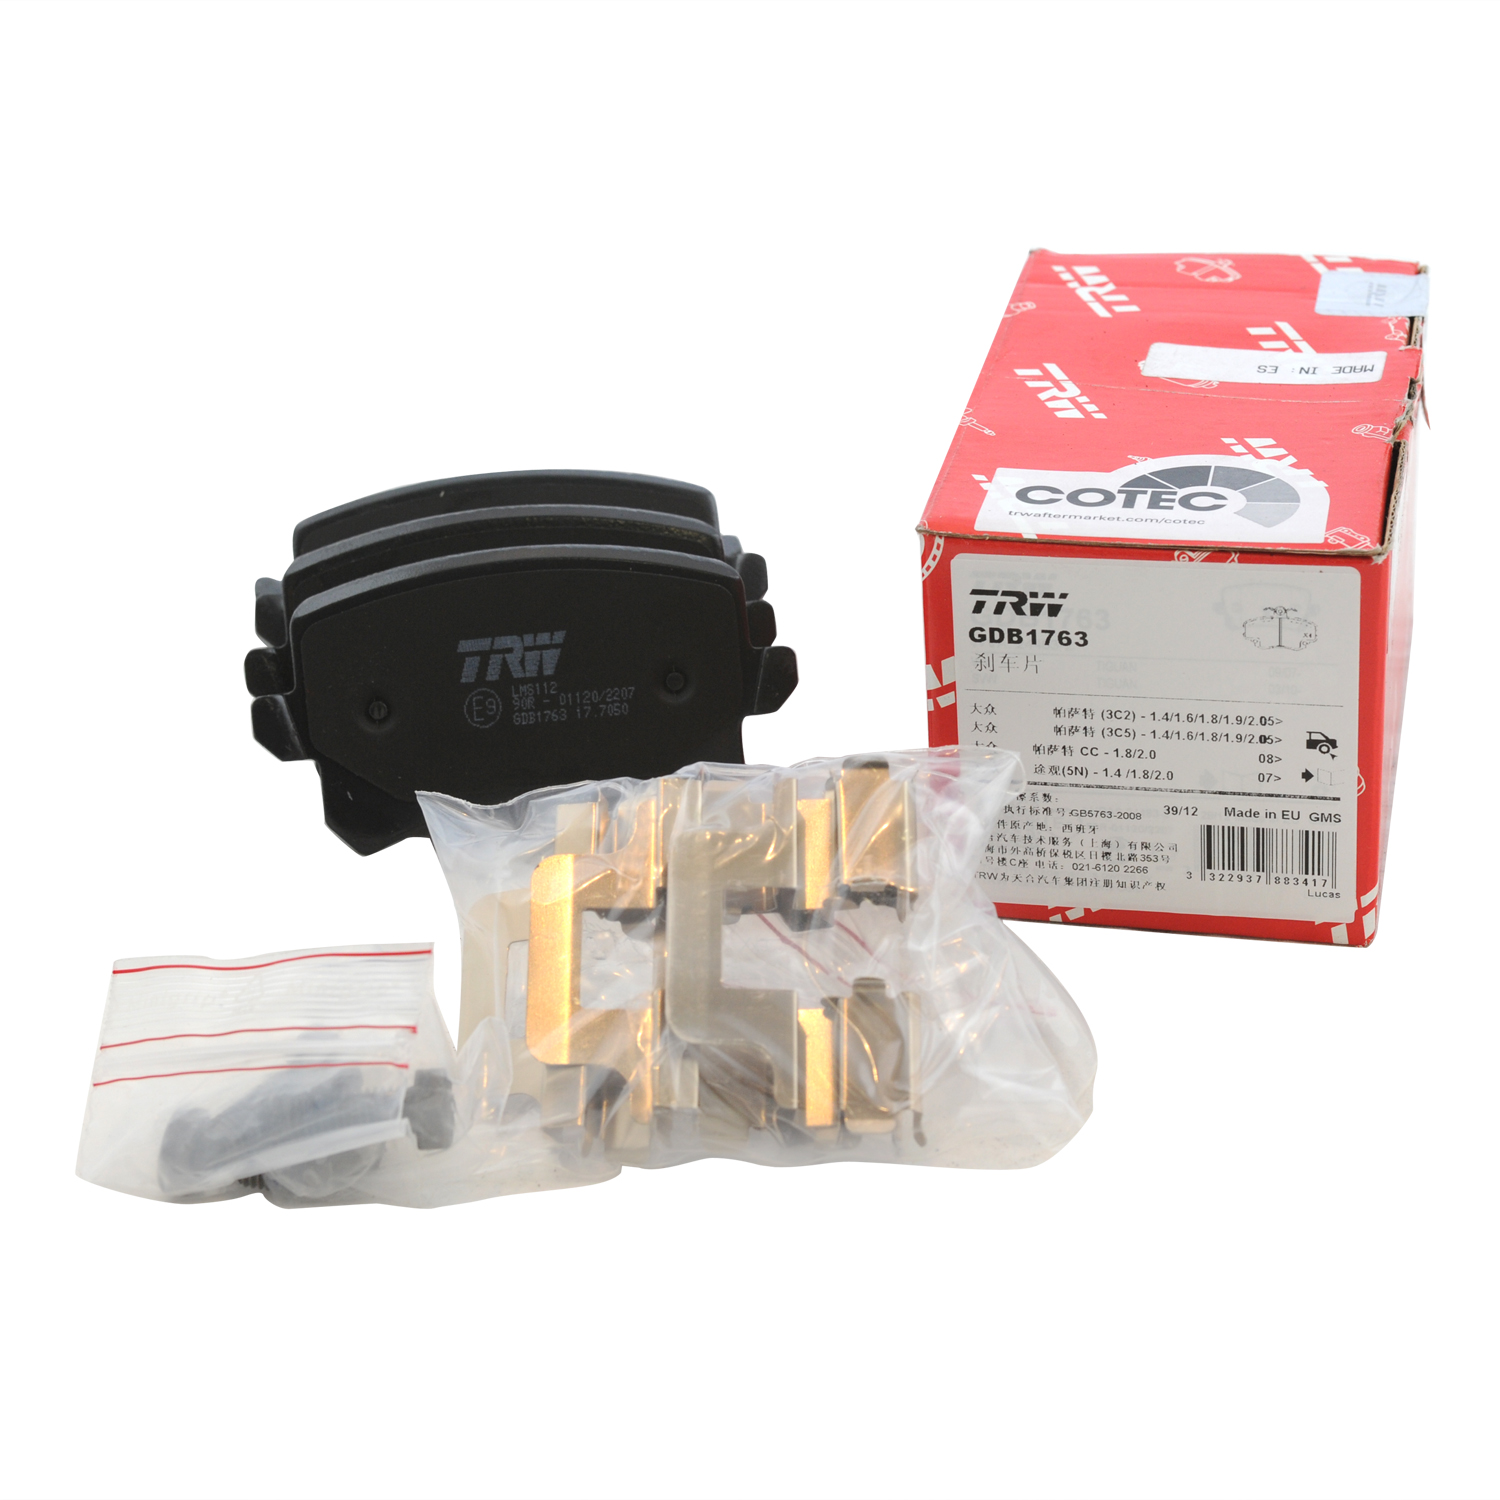 TRW
TRW
TRW
TRW
MADE IN: ES
COTEC
trwaftermarket.com/cotec
TRW
GDB1763
刹车片
大众 帕萨特 (3C2) - 1.4/1.6/1.8/1.9/2.0 05>
大众 帕萨特 (3C5) - 1.4/1.6/1.8/1.9/2.0 05>
大众 帕萨特 CC - 1.8/2.0 08>
途观(5N) - 1.4 /1.8/2.0 07>
系数:
执行标准号:GB5763-2008 39/12 Made in EU GMS
件原产地: 西班牙
汽车技术服务 (上海) 有限公司
海市外高桥保税区日樱北路353号
号楼C座 电话: 021-6120 2266
TRW为天合汽车集团注册知识产权
3 322937 883417
Lucas
TRW
E9
LMS112
90R - 01120/2207
GDB1763 17.7050